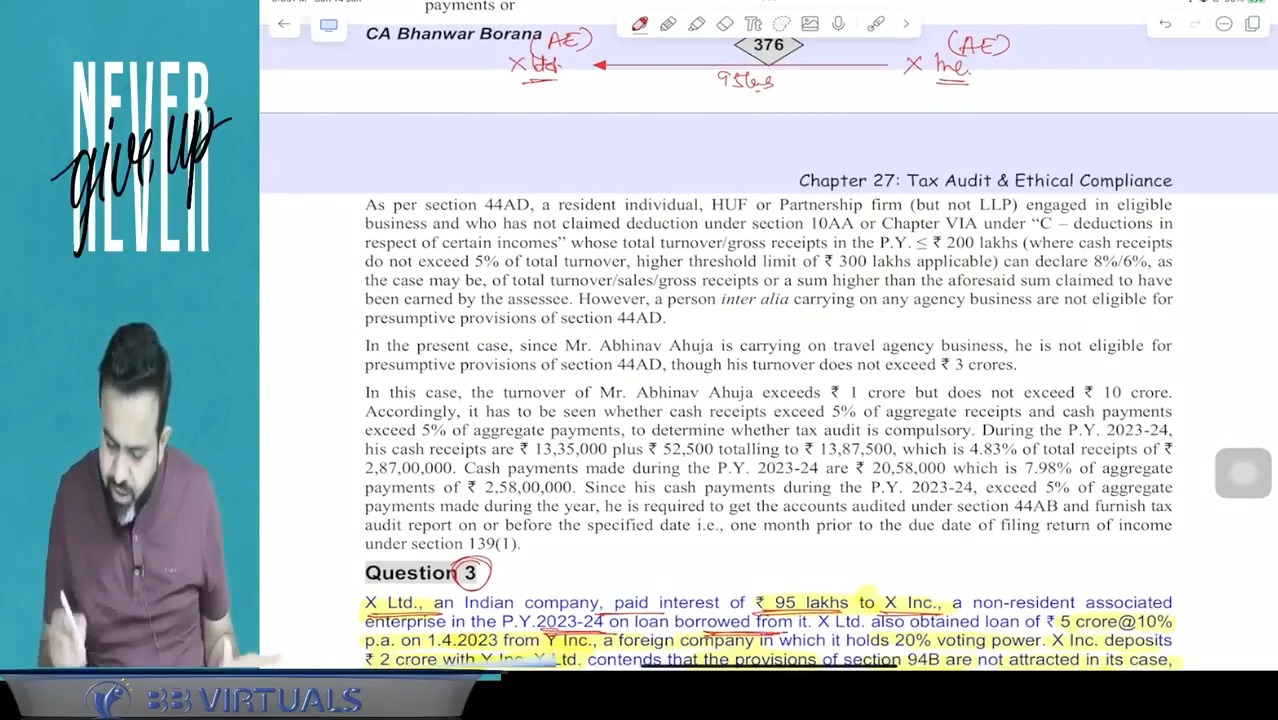 payments or
CA Bhanwar Borana
376
(AE)
(AE)
X Ltd.
X Inc.
95lakhs
Chapter 27: Tax Audit & Ethical Compliance
As per section 44AD, a resident individual, HUF or Partnership firm (but not LLP) engaged in eligible
business and who has not claimed deduction under section 10AA or Chapter VIA under “C – deductions in
respect of certain incomes” whose total turnover/gross receipts in the P.Y. ≤ ₹ 200 lakhs (where cash receipts
do not exceed 5% of total turnover, higher threshold limit of ₹ 300 lakhs applicable) can declare 8%/6%, as
the case may be, of total turnover/sales/gross receipts or a sum higher than the aforesaid sum claimed to have
been earned by the assessee. However, a person inter alia carrying on any agency business are not eligible for
presumptive provisions of section 44AD.
In the present case, since Mr. Abhinav Ahuja is carrying on travel agency business, he is not eligible for
presumptive provisions of section 44AD, though his turnover does not exceed ₹ 3 crores.
In this case, the turnover of Mr. Abhinav Ahuja exceeds ₹ 1 crore but does not exceed ₹ 10 crore.
Accordingly, it has to be seen whether cash receipts exceed 5% of aggregate receipts and cash payments
exceed 5% of aggregate payments, to determine whether tax audit is compulsory. During the P.Y. 2023-24,
his cash receipts are ₹ 13,35,000 plus ₹ 52,500 totalling to ₹ 13,87,500, which is 4.83% of total receipts of ₹
2,87,00,000. Cash payments made during the P.Y. 2023-24 are ₹ 20,58,000 which is 7.98% of aggregate
payments of ₹ 2,58,00,000. Since his cash payments during the P.Y. 2023-24, exceed 5% of aggregate
payments made during the year, he is required to get the accounts audited under section 44AB and furnish tax
audit report on or before the specified date i.e., one month prior to the due date of filing return of income
under section 139(1).
Question 3
X Ltd., an Indian company, paid interest of ₹ 95 lakhs to X Inc., a non-resident associated
enterprise in the P.Y.2023-24 on loan borrowed from it. X Ltd. also obtained loan of ₹ 5 crore@10%
p.a. on 1.4.2023 from Y Inc., a foreign company in which it holds 20% voting power. X Inc. deposits
₹ 2 crore with Y Inc. X Ltd. contends that the provisions of section 94B are not attracted in its case,
NEVER
give up
NEVER
BB VIRTUALS